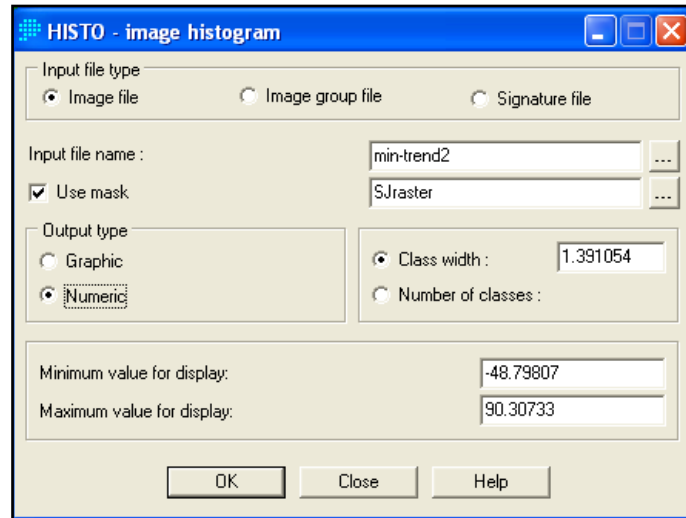 HISTO - image histogram
Input file type
Image file Image group file Signature file
Input file name : min-trend2 ...
Use mask SJraster ...
Output type
Graphic
Numeric
Class width : 1.391054
Number of classes :
Minimum value for display: -48.79807
Maximum value for display: 90.30733
OK Close Help